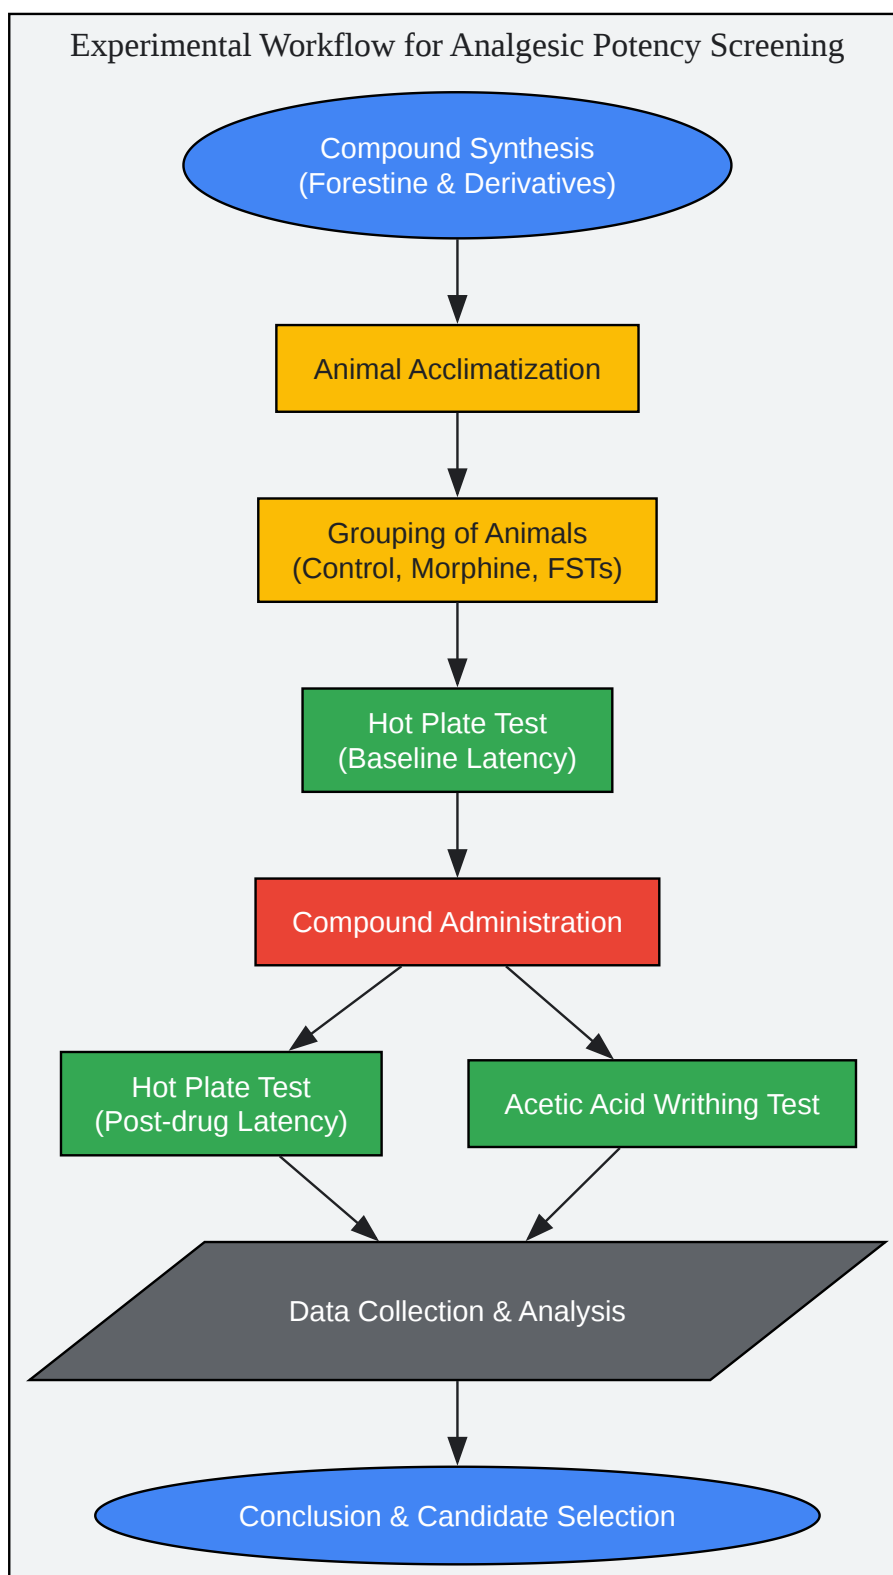 Experimental Workflow for Analgesic Potency Screening
Compound Synthesis
(Forestine & Derivatives)
Animal Acclimatization
Grouping of Animals
(Control, Morphine, FSTs)
Hot Plate Test
(Baseline Latency)
Compound Administration
Hot Plate Test
(Post-drug Latency)
Acetic Acid Writhing Test
Data Collection & Analysis
Conclusion & Candidate Selection